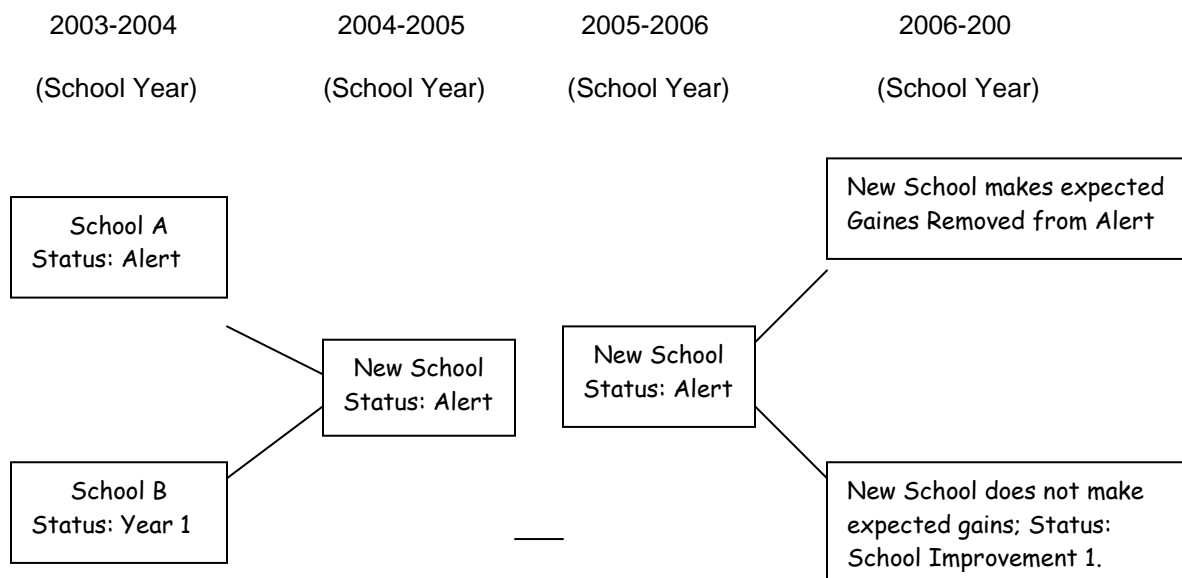 2003-2004 2004-2005 2005-2006 2006-200
(School Year) (School Year) (School Year) (School Year)
School A
Status: Alert
School B
Status: Year 1
New School
Status: Alert
New School
Status: Alert
New School makes expected
Gaines Removed from Alert
New School does not make
expected gains; Status:
School Improvement 1.